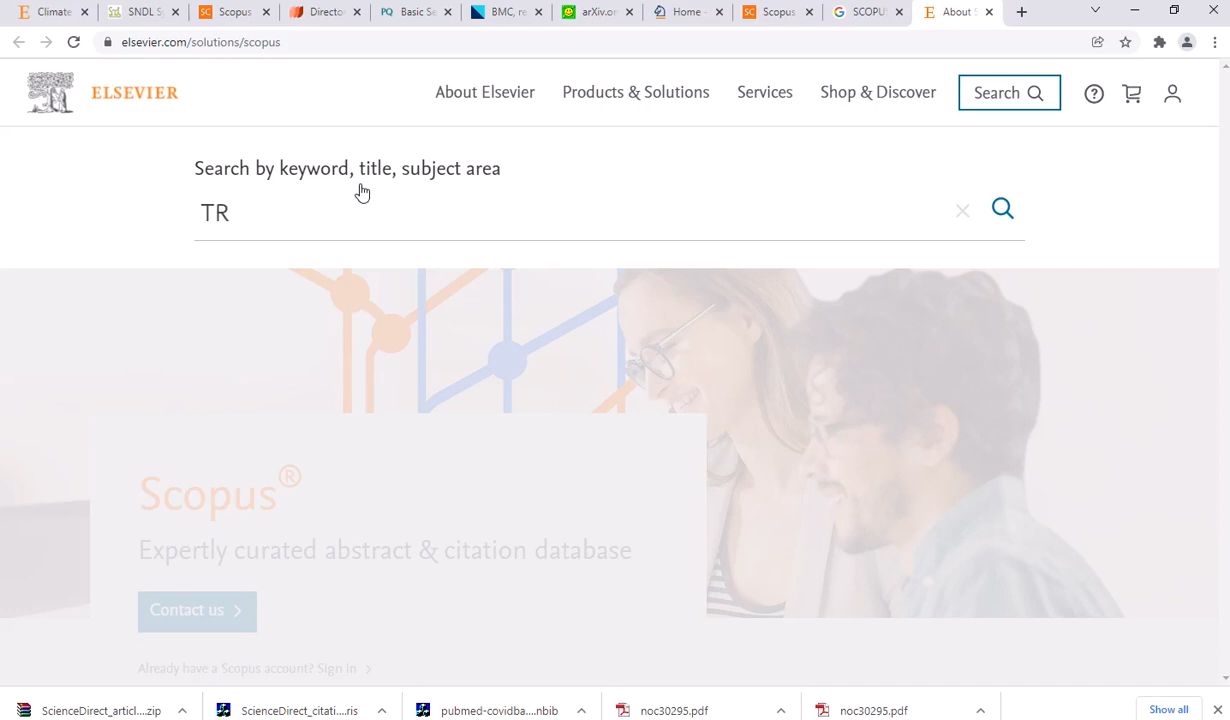 Climate
SNDL S
Scopus
Directo
Basic Se
BMC, re
arXiv.or
Home -
Scopus
SCOPU
About S
elsevier.com/solutions/scopus
ELSEVIER
About Elsevier
Products & Solutions
Services
Shop & Discover
Search
Search by keyword, title, subject area
TR
Scopus®
Expertly curated abstract & citation database
Contact us
Already have a Scopus account? Sign in
ScienceDirect_articl....zip
ScienceDirect_citati....ris
pubmed-covidba....nbib
noc30295.pdf
noc30295.pdf
Show all